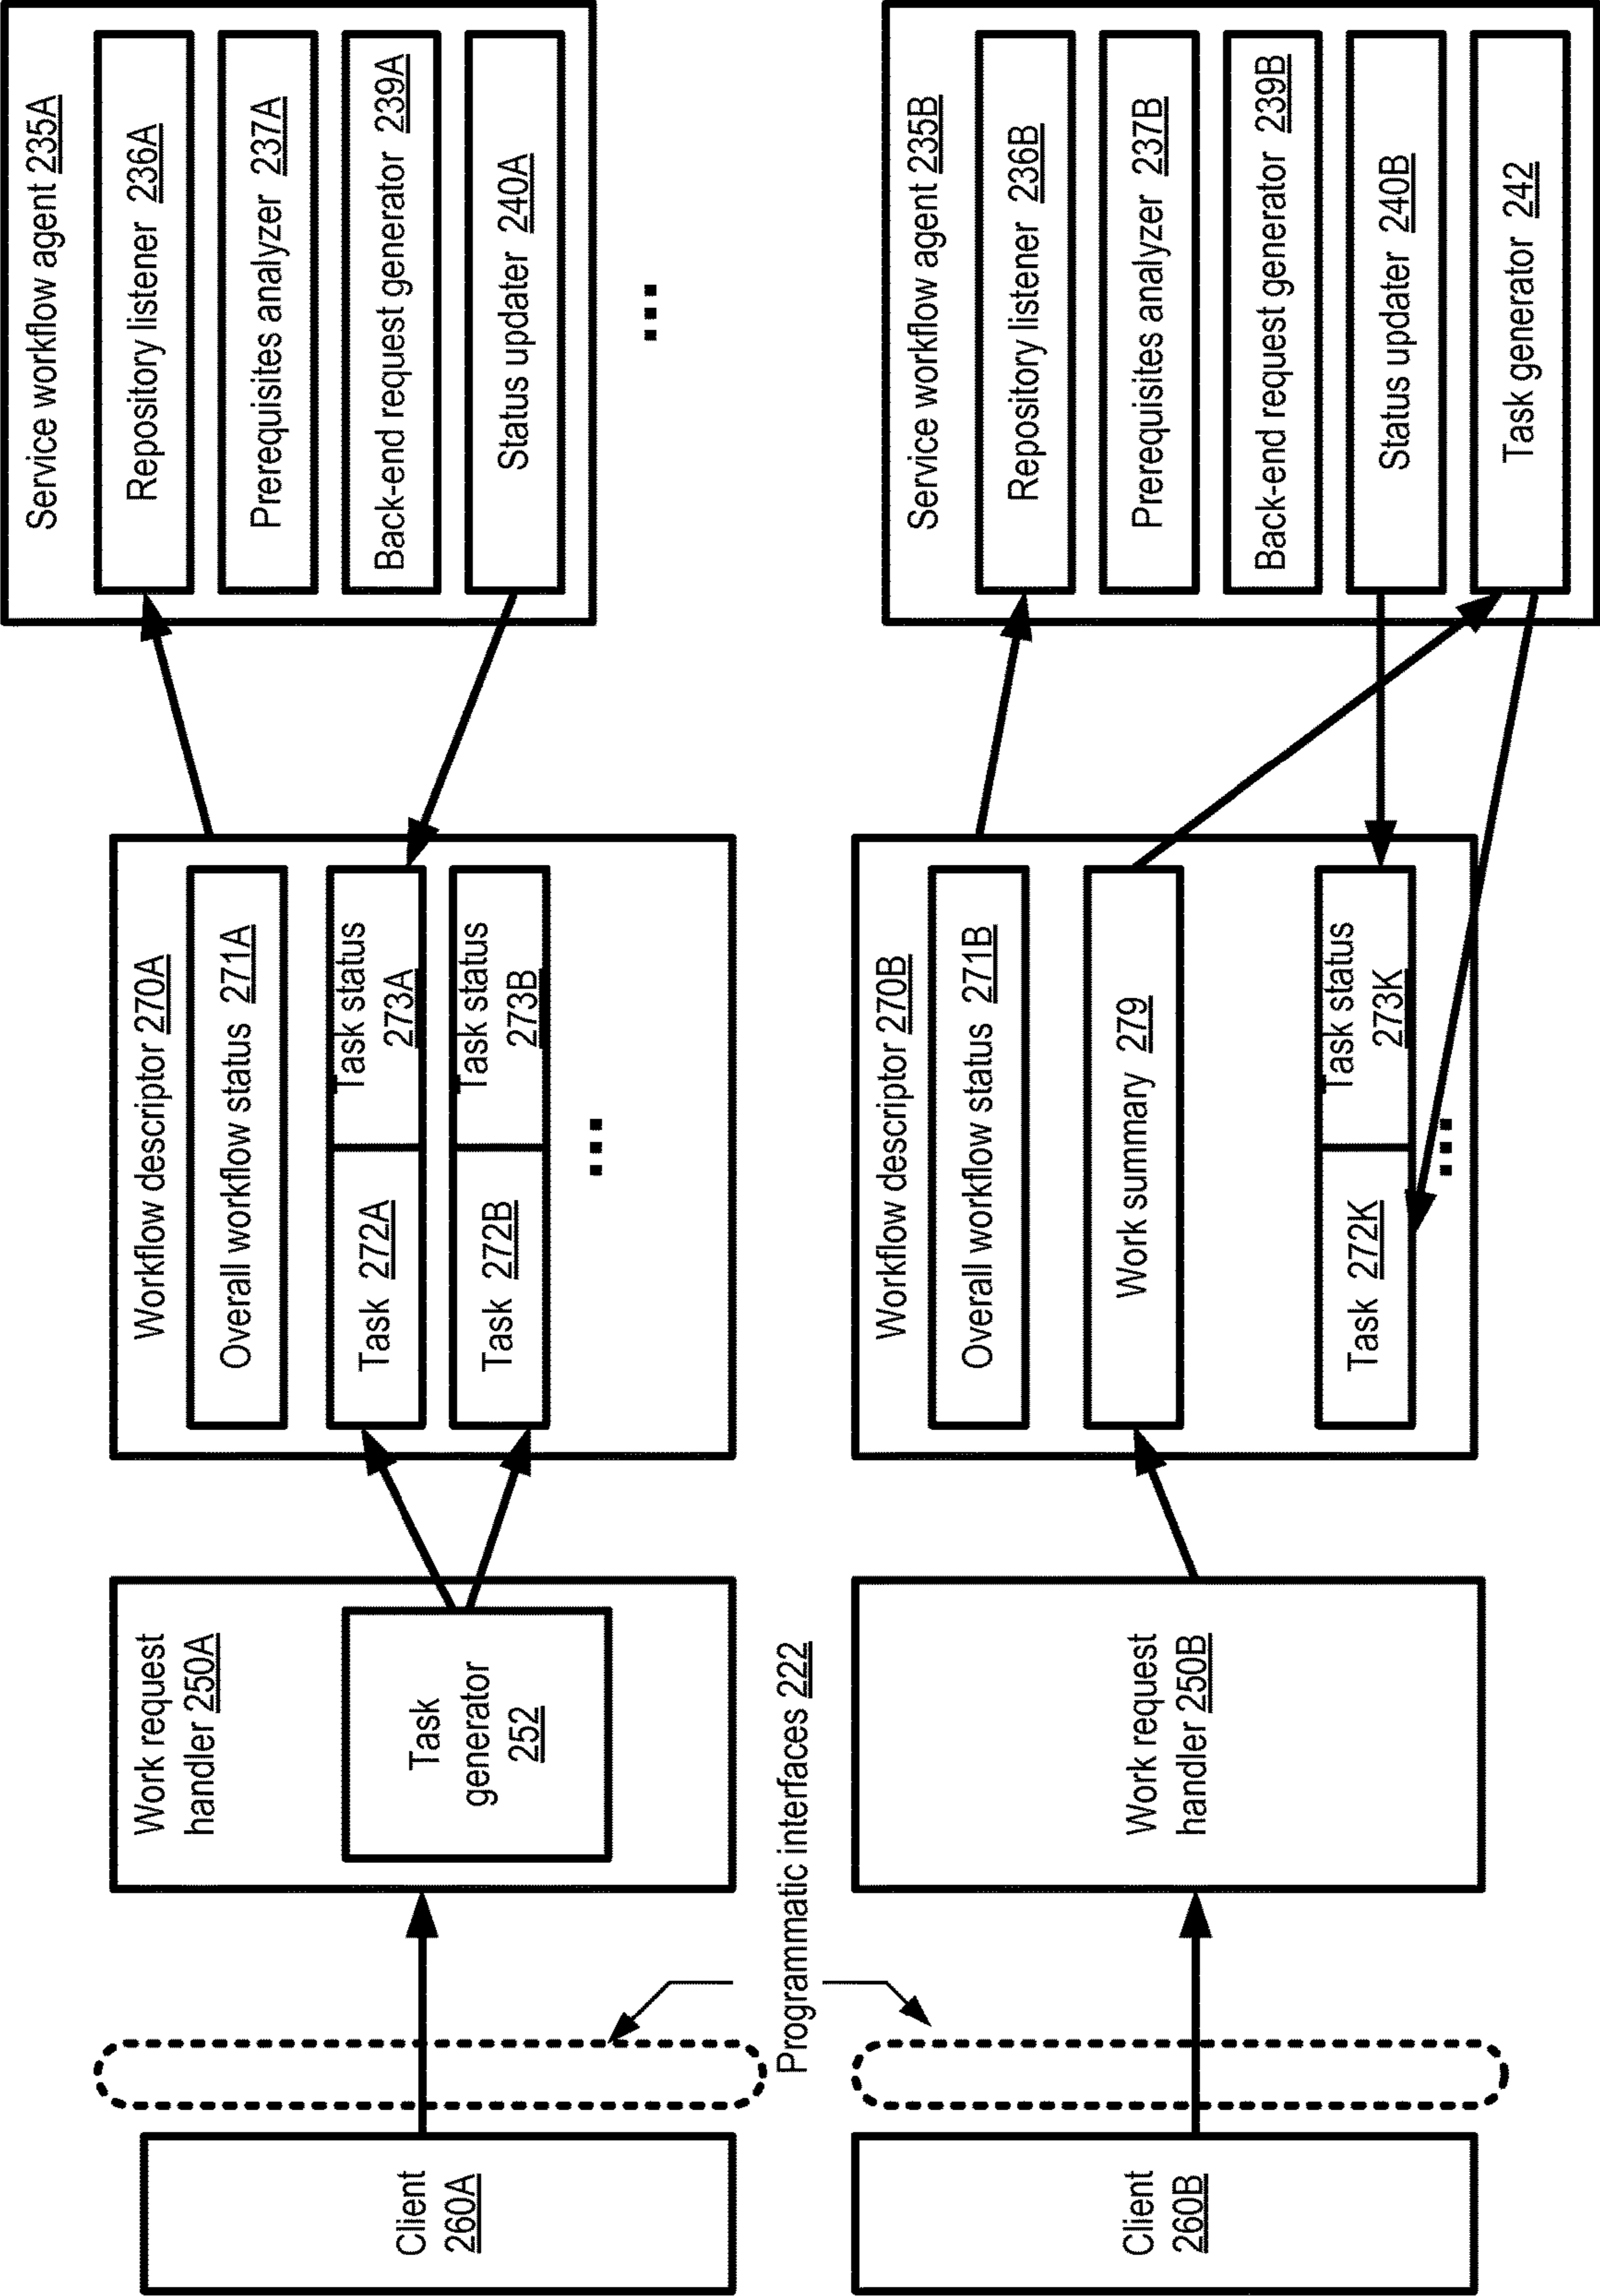 Client
260A
Work request
handler 250A
Task
generator
252
Workflow descriptor 270A
Overall workflow status 271A
Task 272A
Task status
273A
Task 272B
Task status
273B
...
Service workflow agent 235A
Repository listener 236A
Prerequisites analyzer 237A
Back-end request generator 239A
Status updater 240A
...
Programmatic interfaces 222
Client
260B
Work request
handler 250B
Workflow descriptor 270B
Overall workflow status 271B
Work summary 279
Task 272K
Task status
273K
...
Service workflow agent 235B
Repository listener 236B
Prerequisites analyzer 237B
Back-end request generator 239B
Status updater 240B
Task generator 242